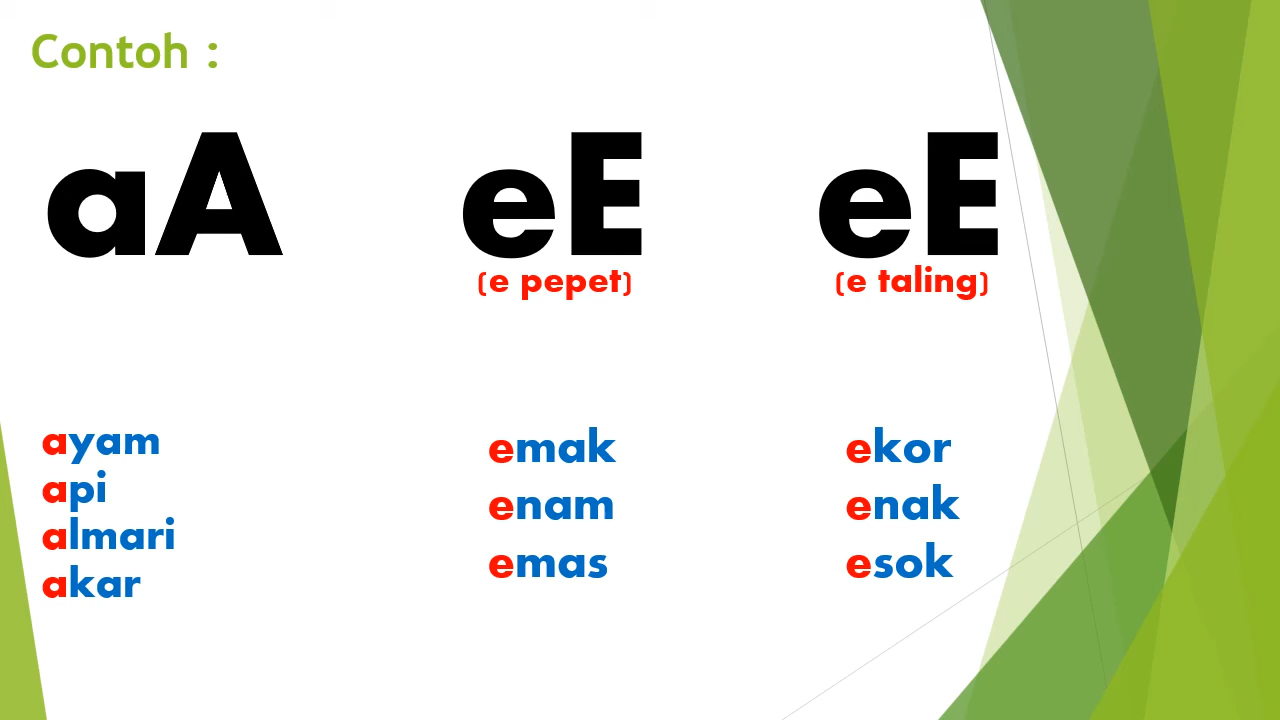 Contoh :
aA
ayam
api
almari
akar
eE
(e pepet)
emak
enam
emas
eE
(e taling)
ekor
enak
esok